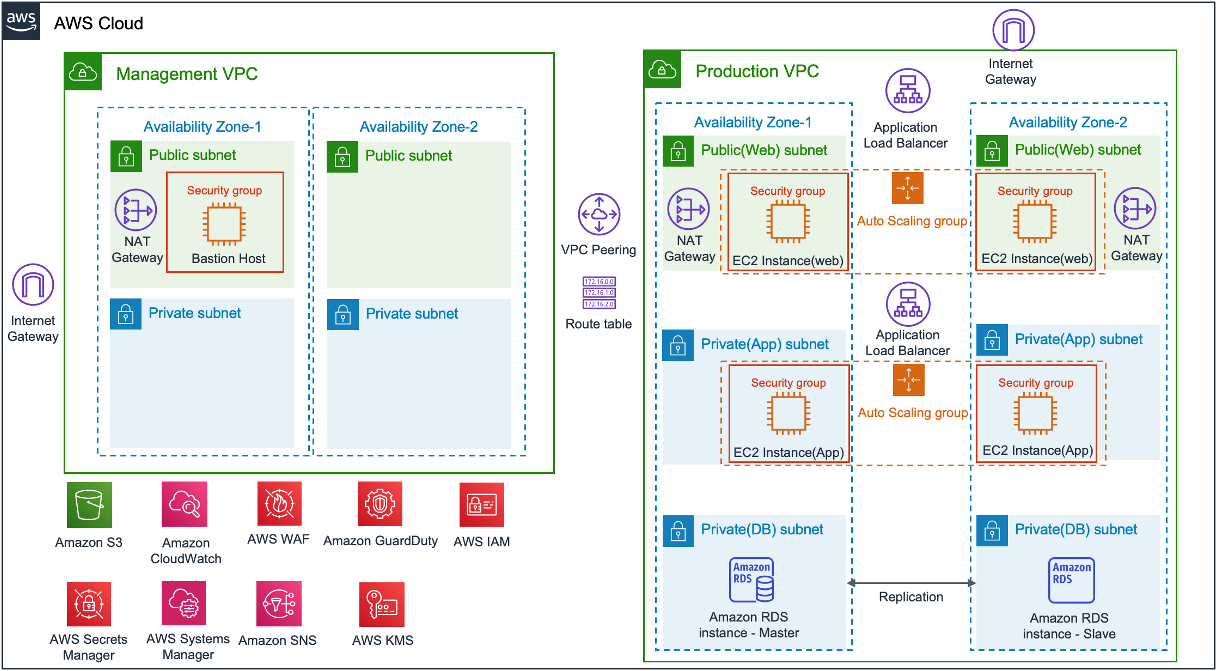 aws
AWS Cloud
Management VPC
Availability Zone-1
Public subnet
NAT
Gateway
Security group
Bastion Host
Private subnet
Availability Zone-2
Public subnet
Private subnet
Internet
Gateway
VPC Peering
172.16.0.0
172.16.1.0
172.16.2.0
Route table
Internet
Gateway
Production VPC
Application
Load Balancer
Availability Zone-1
Public(Web) subnet
NAT
Gateway
Security group
EC2 Instance(web)
Auto Scaling group
Availability Zone-2
Public(Web) subnet
Security group
EC2 Instance(web)
NAT
Gateway
Application
Load Balancer
Private(App) subnet
Security group
EC2 Instance(App)
Auto Scaling group
Private(App) subnet
Security group
EC2 Instance(App)
Private(DB) subnet
Amazon
RDS
Amazon RDS
instance - Master
Replication
Private(DB) subnet
Amazon
RDS
Amazon RDS
instance - Slave
Amazon S3
Amazon
CloudWatch
AWS WAF
Amazon GuardDuty
AWS IAM
AWS Secrets
Manager
AWS Systems
Manager
Amazon SNS
AWS KMS